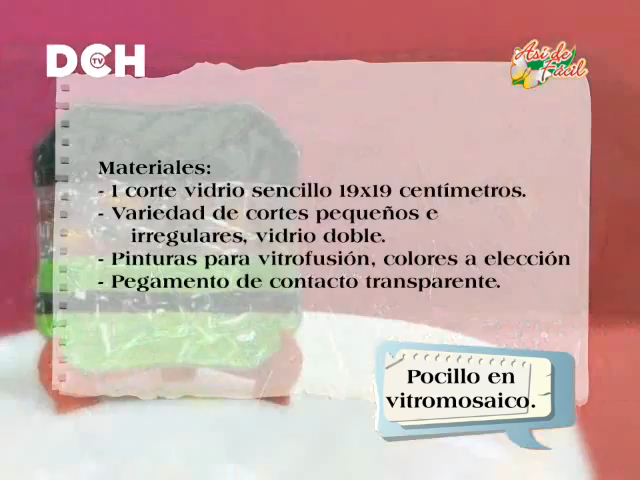 DCH
TV
Así de
Fácil
Materiales:
- 1 corte vidrio sencillo 19x19 centímetros.
- Variedad de cortes pequeños e
irregulares, vidrio doble.
- Pinturas para vitrofusión, colores a elección
- Pegamento de contacto transparente.
Pocillo en
vitromosaico.